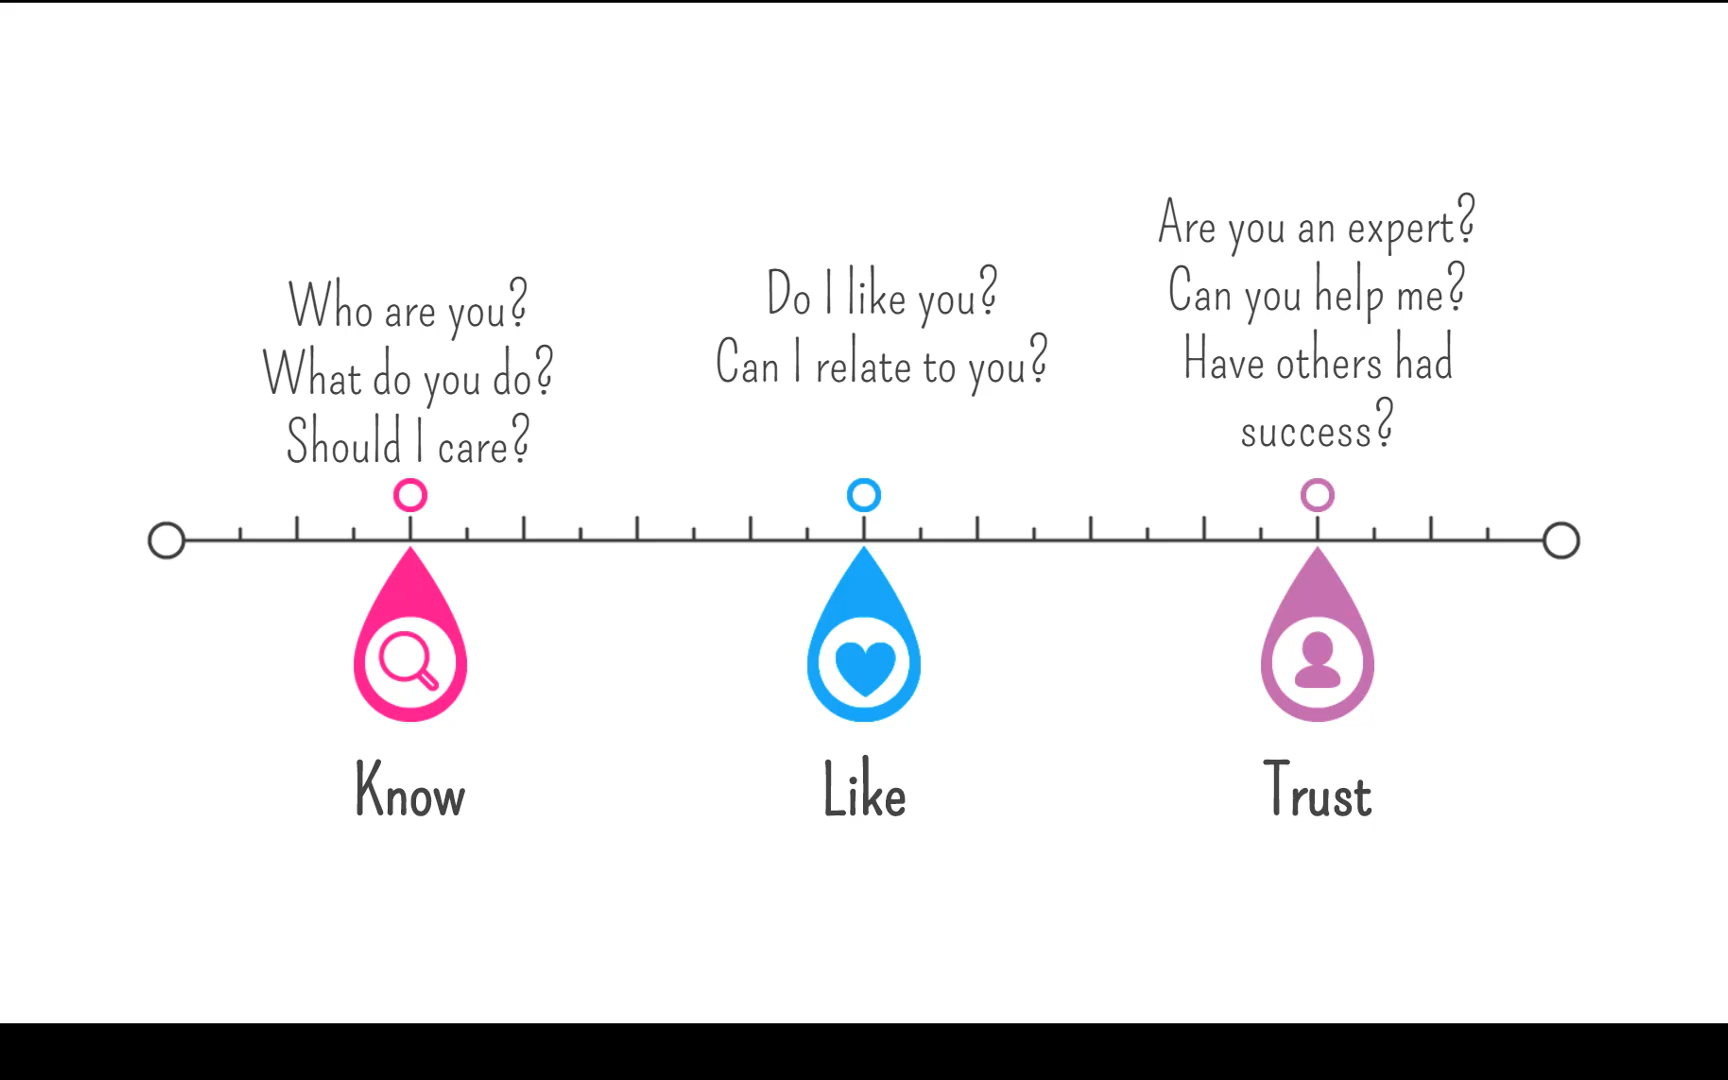 Who are you?
What do you do?
Should I care?
Do I like you?
Can I relate to you?
Are you an expert?
Can you help me?
Have others had
success?
Know
Like
Trust